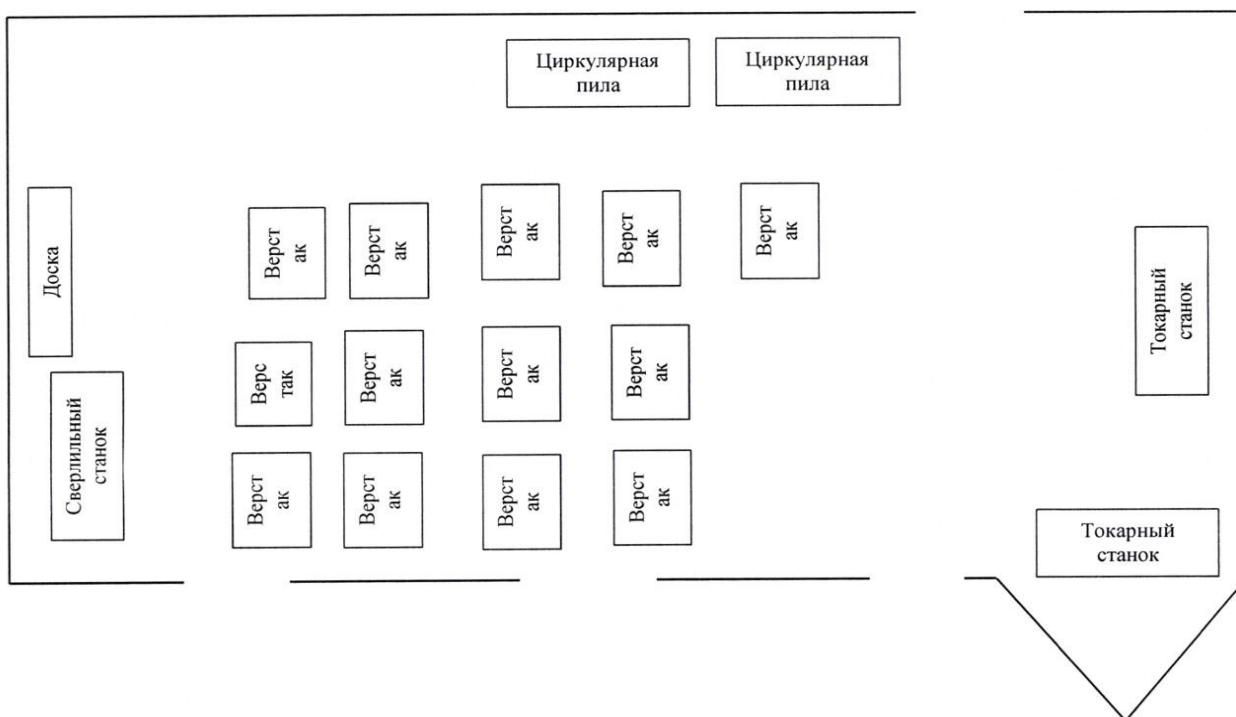 Циркулярная
пила
Циркулярная
пила
Доска
Верст
ак
Верст
ак
Верст
ак
Верст
ак
Верст
ак
Токарный
станок
Сверлильный
станок
Верс
так
Верст
ак
Верст
ак
Верст
ак
Верст
ак
Верст
ак
Верст
ак
Верст
ак
Токарный
станок